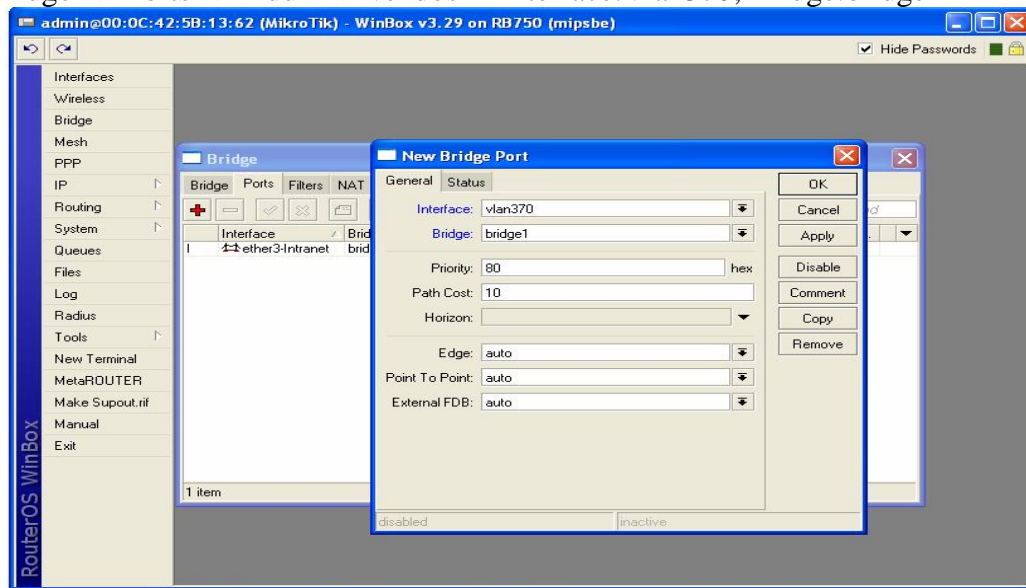 admin@00:0C:42:5B:13:62 (MikroTik) - WinBox v3.29 on RB750 (mipsbe)
Hide Passwords
Interfaces
Wireless
Bridge
Mesh
PPP
IP
Routing
System
Queues
Files
Log
Radius
Tools
New Terminal
MetaROUTER
Make Supout.rif
Manual
Exit
RouterOS WinBox
Bridge
Bridge Ports Filters NAT
Interface Brid
I ether3-Intranet brid
1 item
New Bridge Port
General Status
Interface: vlan370
Bridge: bridge1
Priority: 80 hex
Path Cost: 10
Horizon:
Edge: auto
Point To Point: auto
External FDB: auto
OK
Cancel
Apply
Disable
Comment
Copy
Remove
disabled inactive